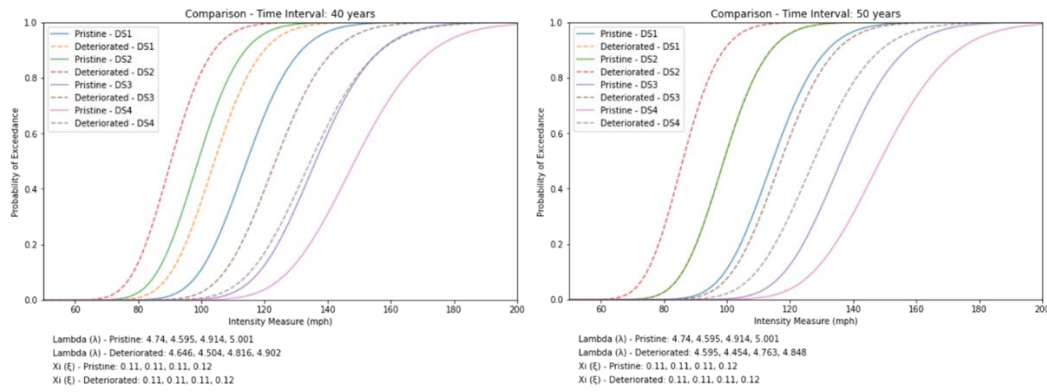 Comparison - Time Interval: 40 years
Pristine - DS1
Deteriorated - DS1
Pristine - DS2
Deteriorated - DS2
Pristine - DS3
Deteriorated - DS3
Pristine - DS4
Deteriorated - DS4
Probability of Exceedance
1.0
0.8
0.6
0.4
0.2
0.0
60 80 100 120 140 160 180 200
Intensity Measure (mph)
Lambda (λ) - Pristine: 4.74, 4.595, 4.914, 5.001
Lambda (λ) - Deteriorated: 4.646, 4.504, 4.816, 4.902
Xi (ξ) - Pristine: 0.11, 0.11, 0.11, 0.12
Xi (ξ) - Deteriorated: 0.11, 0.11, 0.11, 0.12
Comparison - Time Interval: 50 years
Pristine - DS1
Deteriorated - DS1
Pristine - DS2
Deteriorated - DS2
Pristine - DS3
Deteriorated - DS3
Pristine - DS4
Deteriorated - DS4
Probability of Exceedance
1.0
0.8
0.6
0.4
0.2
0.0
60 80 100 120 140 160 180 200
Intensity Measure (mph)
Lambda (λ) - Pristine: 4.74, 4.595, 4.914, 5.001
Lambda (λ) - Deteriorated: 4.595, 4.454, 4.763, 4.848
Xi (ξ) - Pristine: 0.11, 0.11, 0.11, 0.12
Xi (ξ) - Deteriorated: 0.11, 0.11, 0.11, 0.12